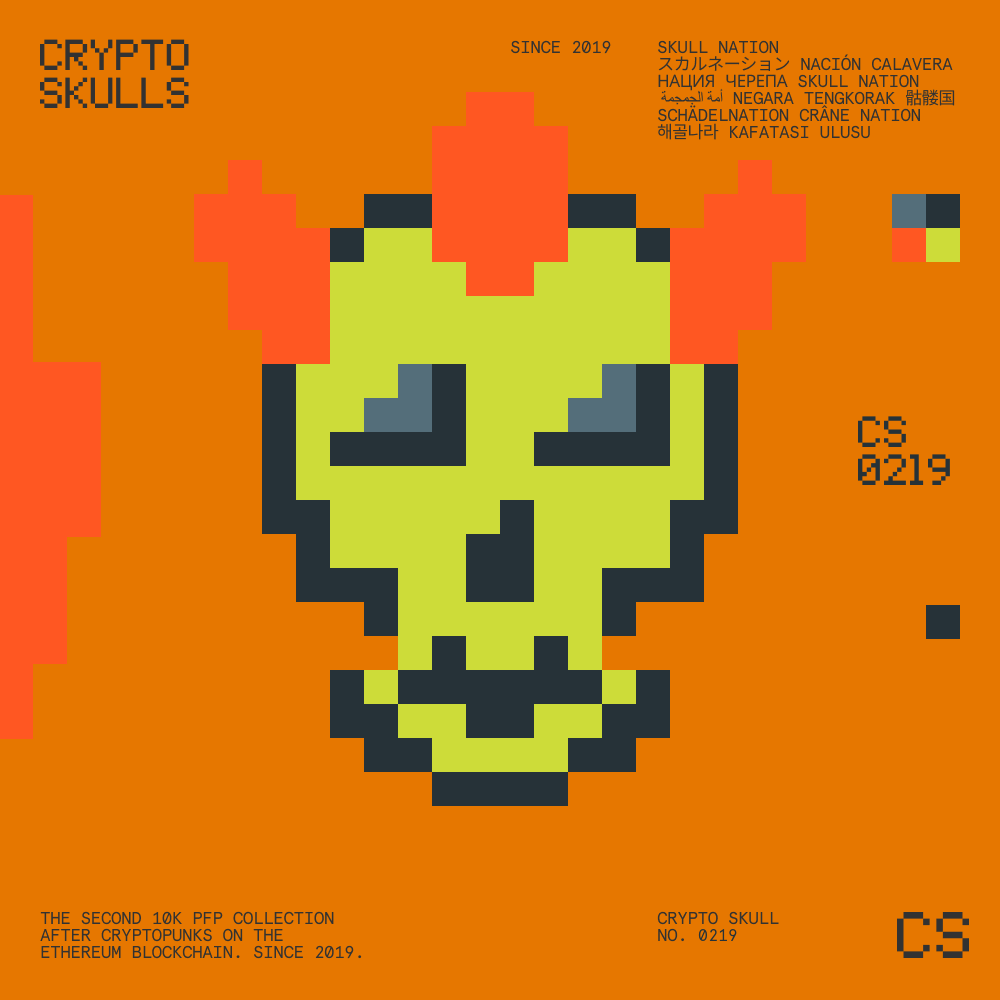 CRYPTO
SKULLS
SINCE 2019
SKULL NATION
スカルネーション NACIÓN CALAVERA
НАЦИЯ ЧЕРЕПА SKULL NATION
أمة الجمجمة NEGARA TENGKORAK 骷髅国
SCHÄDELNATION CRÂNE NATION
해골나라 KAFATASI ULUSU
CS
0219
THE SECOND 10K PFP COLLECTION
AFTER CRYPTOPUNKS ON THE
ETHEREUM BLOCKCHAIN. SINCE 2019.
CRYPTO SKULL
NO. 0219
CS